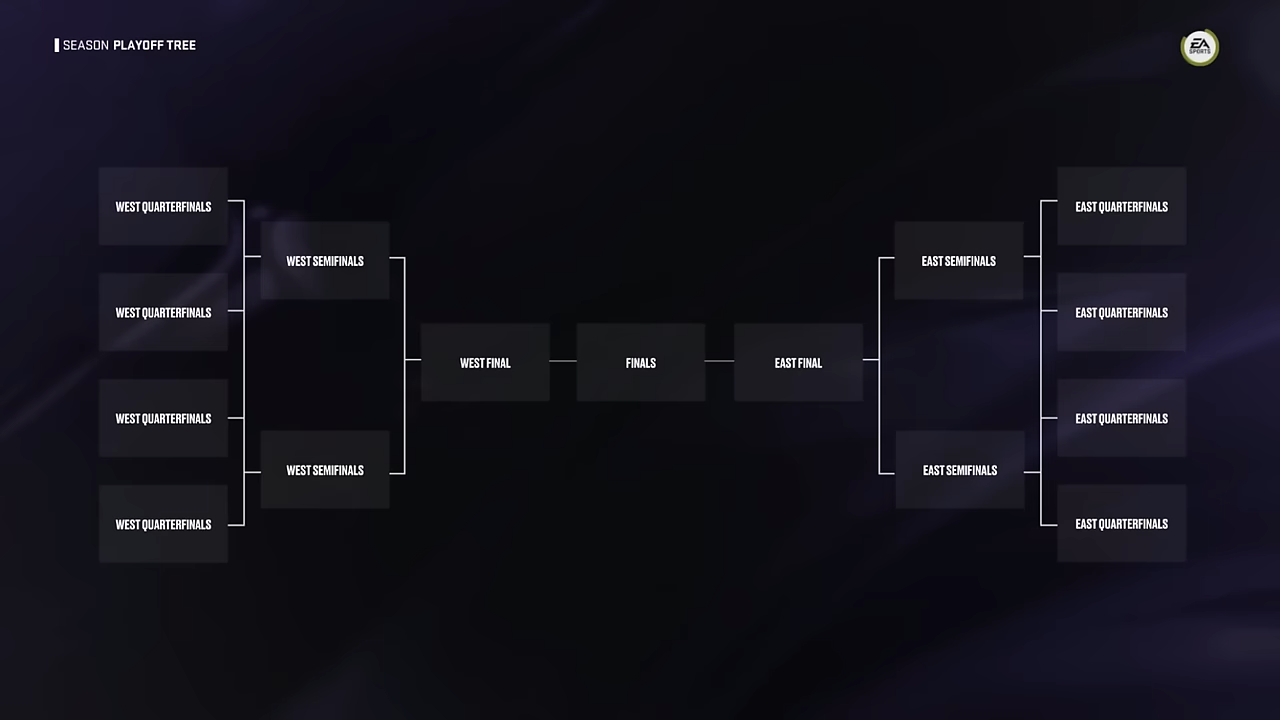 SEASON PLAYOFF TREE
EA
SPORTS
WEST QUARTERFINALS
WEST QUARTERFINALS
WEST QUARTERFINALS
WEST QUARTERFINALS
WEST SEMIFINALS
WEST SEMIFINALS
WEST FINAL
FINALS
EAST FINAL
EAST SEMIFINALS
EAST SEMIFINALS
EAST QUARTERFINALS
EAST QUARTERFINALS
EAST QUARTERFINALS
EAST QUARTERFINALS